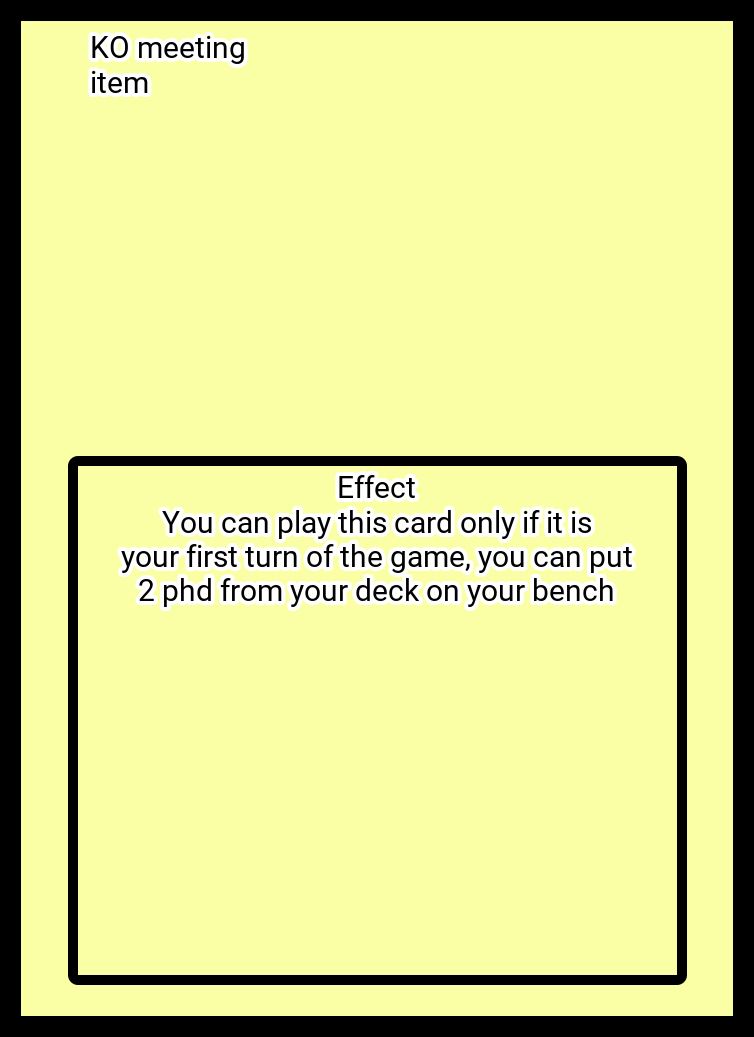 KO meeting
item
Effect
You can play this card only if it is
your first turn of the game, you can put
2 phd from your deck on your bench